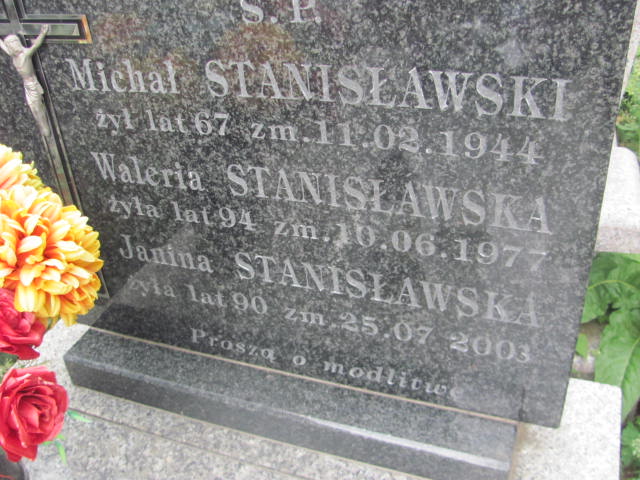 Ś. P.
Michał STANISŁAWSKI
żył lat 67 zm. 11.02.1944
Waleria STANISŁAWSKA
żyła lat 94 zm. 10.06.1977
Janina STANISŁAWSKA
żyła lat 90 zm. 25.07 2003
Proszą o modlitwę